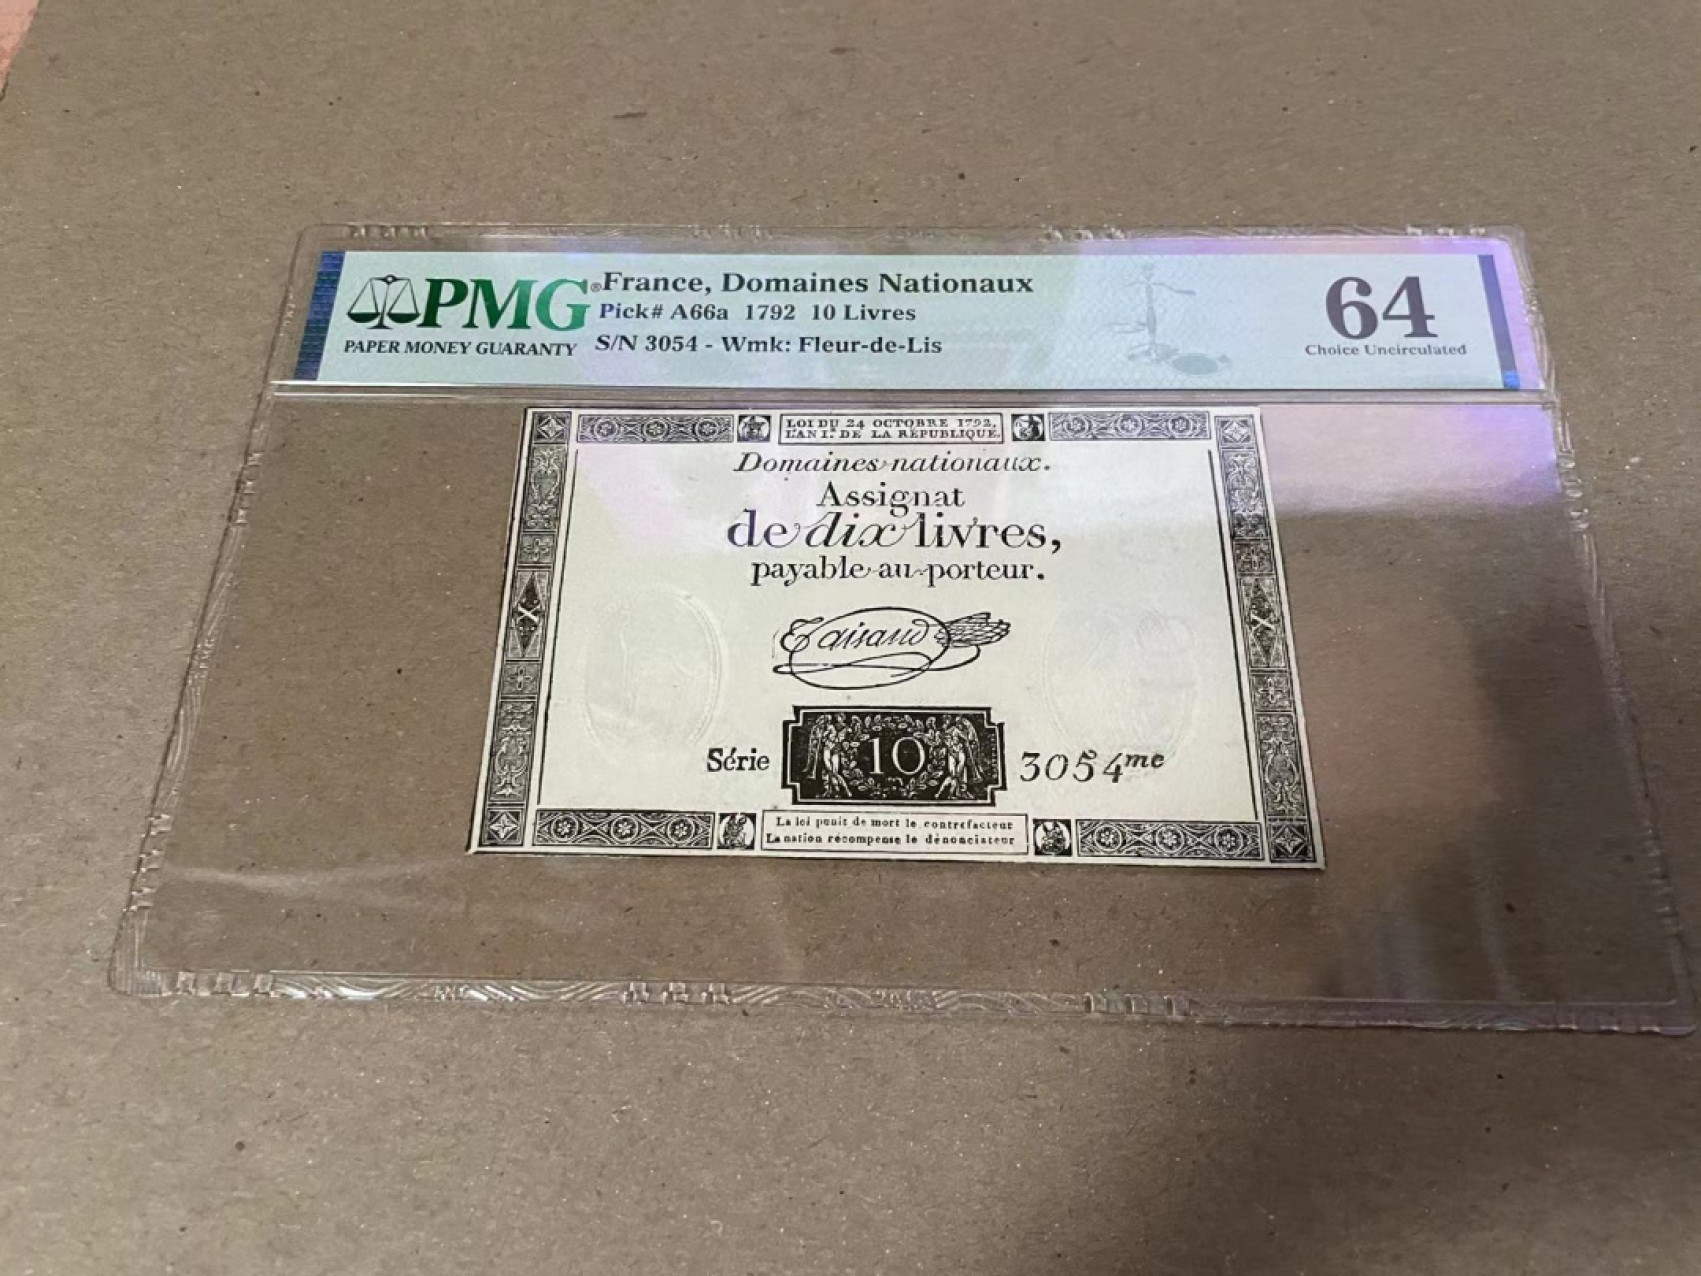 PMG®
PAPER MONEY GUARANTY
France, Domaines Nationaux
Pick# A66a 1792 10 Livres
S/N 3054 - Wmk: Fleur-de-Lis
64
Choice Uncirculated
LOI DU 24 OCTOBRE 1792,
L'AN I.ER DE LA RÉPUBLIQUE.
Domaines nationaux.
Assignat
de dix livres,
payable au porteur.
Taisaud
Série 10 3054me
La loi punit de mort le contrefacteur
La nation récompense le dénonciateur